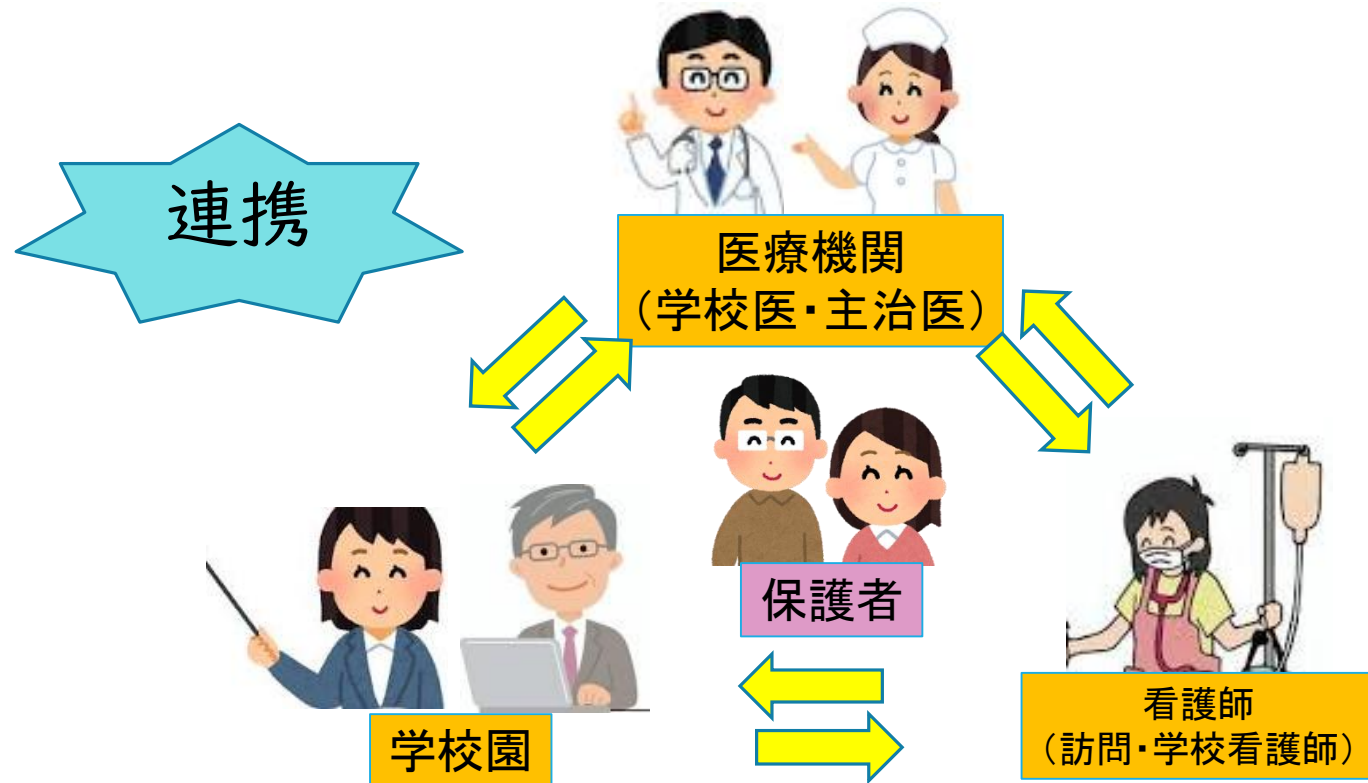 連携
医療機関
（学校医・主治医）
保護者
学校園
看護師
（訪問・学校看護師）